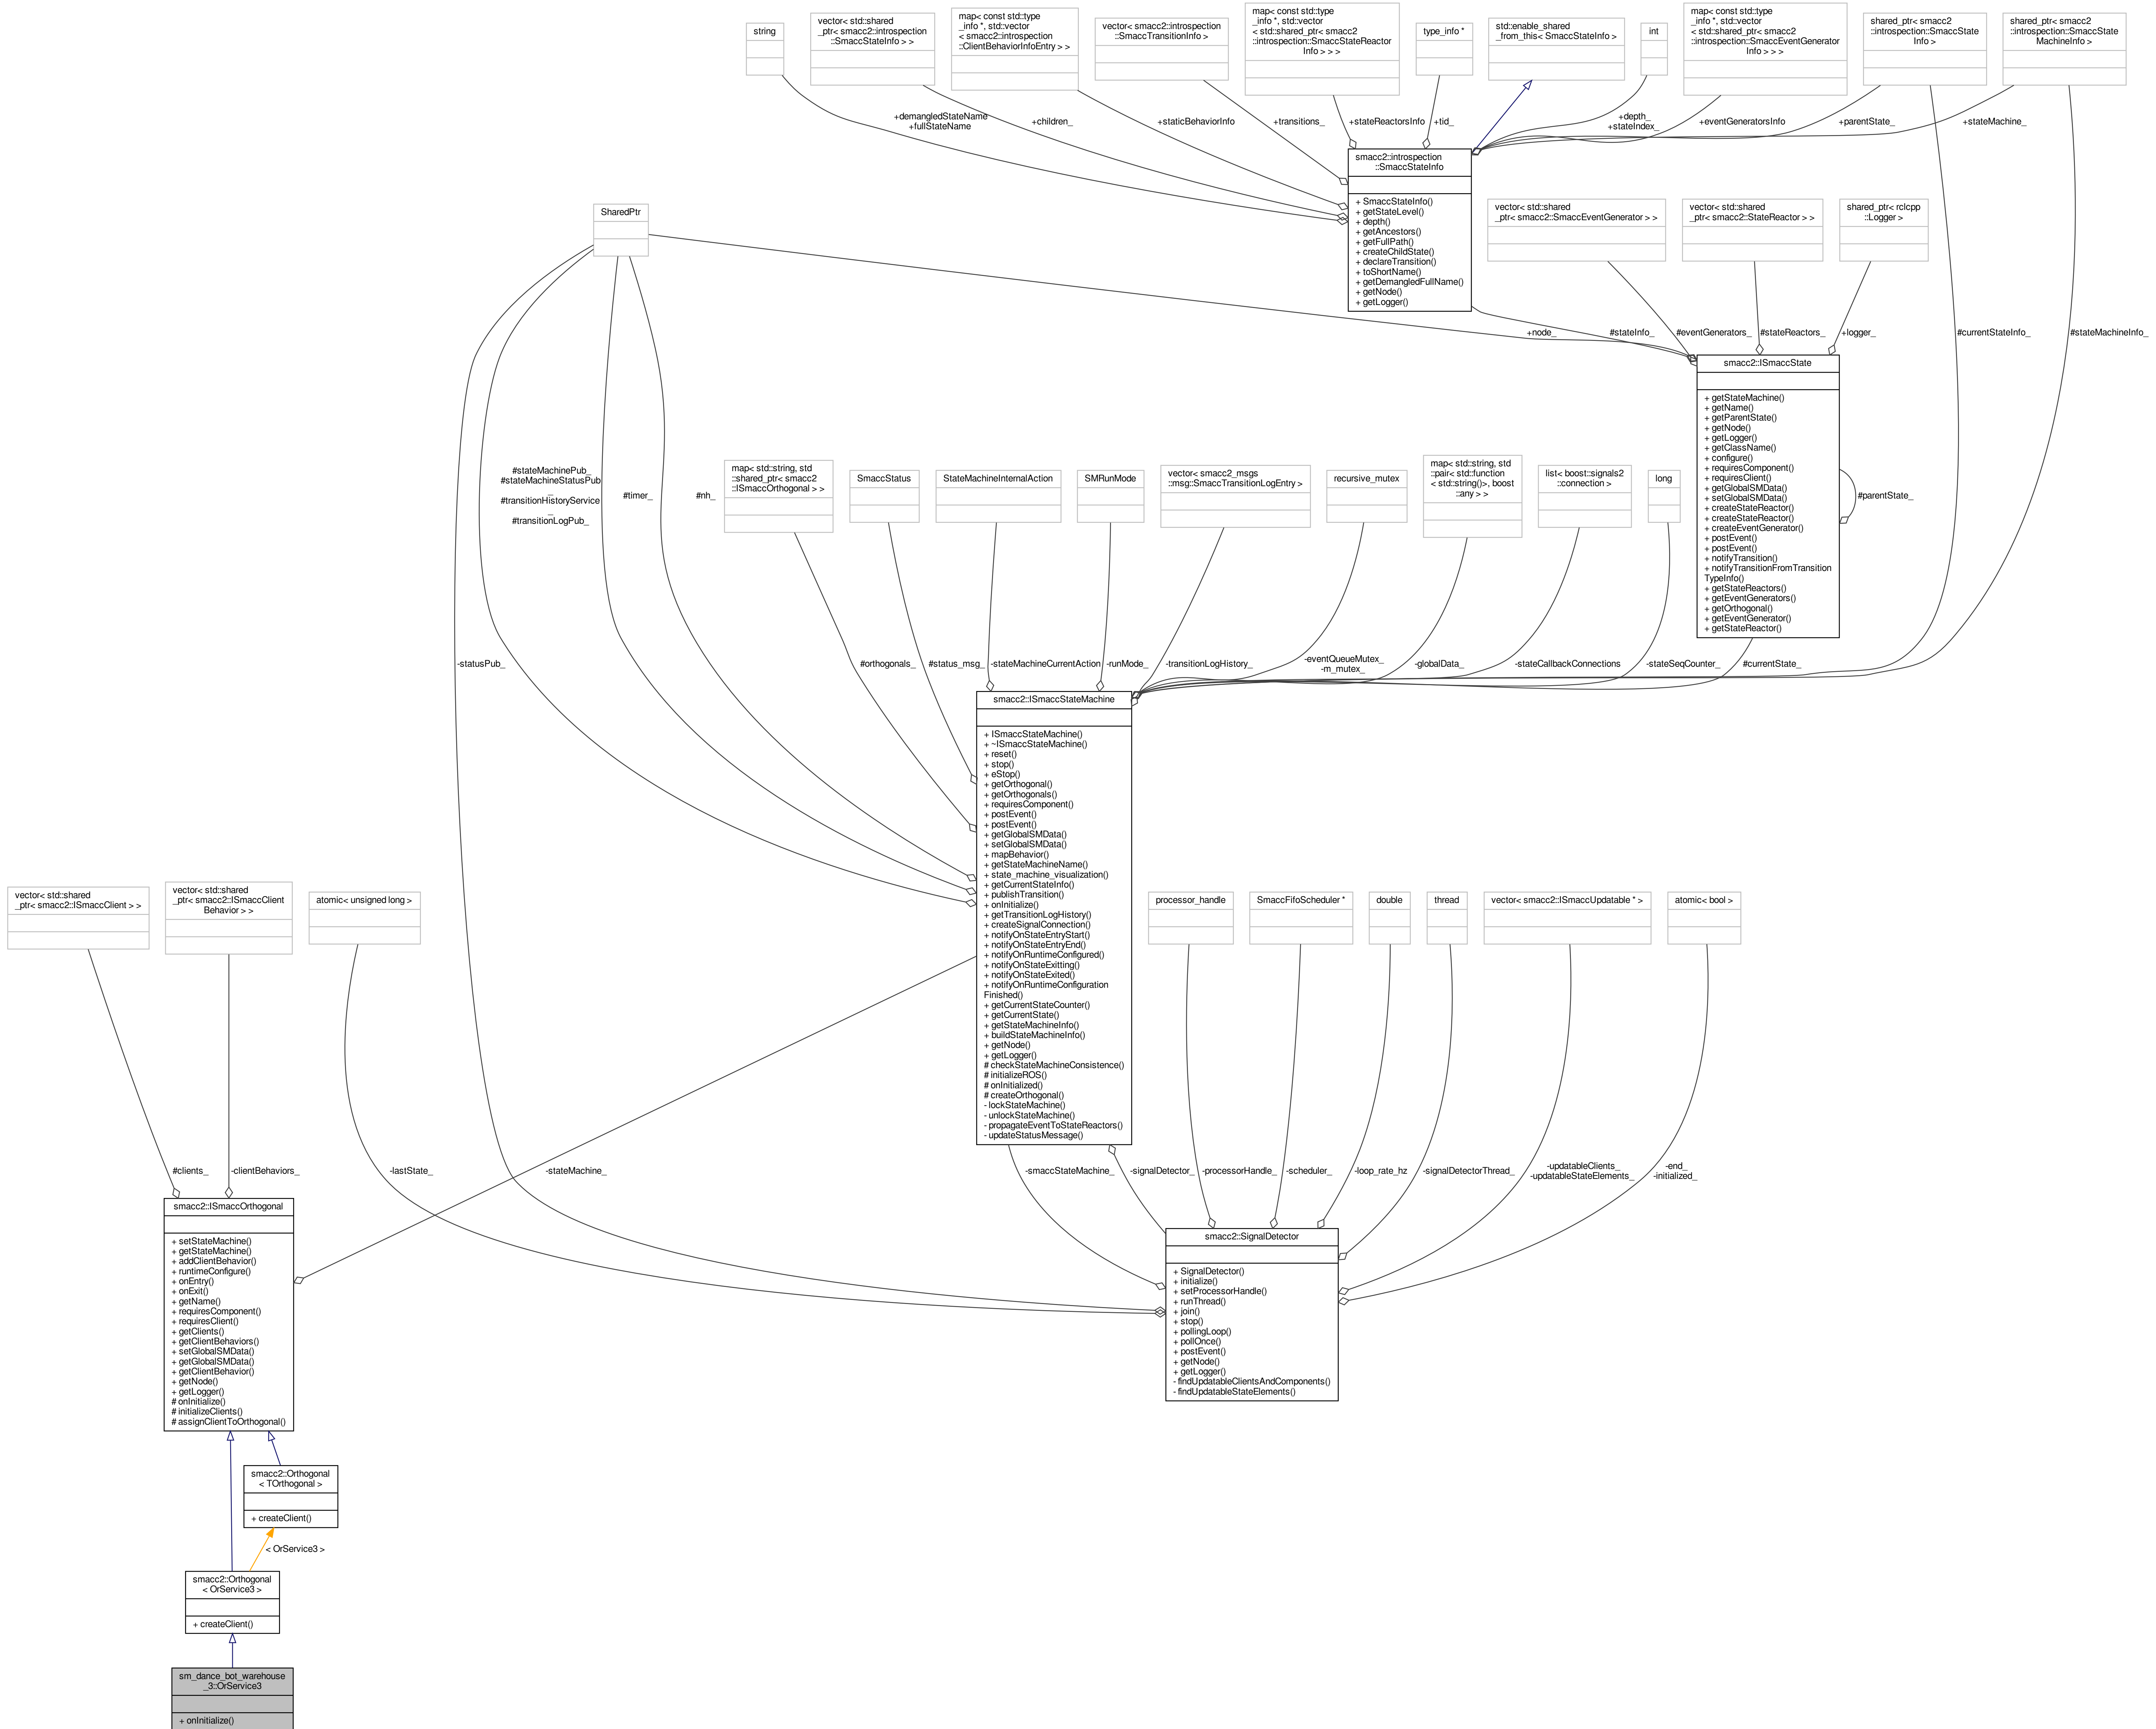 string
vector< std::shared
_ptr< smacc2::introspection
::SmaccStateInfo > >
map< const std::type
_info *, std::vector
< smacc2::introspection
::ClientBehaviorInfoEntry > >
vector< smacc2::introspection
::SmaccTransitionInfo >
map< const std::type
_info *, std::vector
< std::shared_ptr< smacc2
::introspection::SmaccStateReactor
Info > > >
type_info *
std::enable_shared
_from_this< SmaccStateInfo >
int
map< const std::type
_info *, std::vector
< std::shared_ptr< smacc2
::introspection::SmaccEventGenerator
Info > > >
shared_ptr< smacc2
::introspection::SmaccState
Info >
shared_ptr< smacc2
::introspection::SmaccState
MachineInfo >
+demangledStateName
+fullStateName
+children_
+staticBehaviorInfo
+transitions_
+stateReactorsInfo
+tid_
+depth_
+stateIndex_
+eventGeneratorsInfo
+parentState_
+stateMachine_
smacc2::introspection
::SmaccStateInfo
+ SmaccStateInfo()
+ getStateLevel()
+ depth()
+ getAncestors()
+ getFullPath()
+ createChildState()
+ declareTransition()
+ toShortName()
+ getDemangledFullName()
+ getNode()
+ getLogger()
SharedPtr
vector< std::shared
_ptr< smacc2::SmaccEventGenerator > >
vector< std::shared
_ptr< smacc2::StateReactor > >
shared_ptr< rclcpp
::Logger >
+node_
#stateInfo_
#eventGenerators_
#stateReactors_
+logger_
#currentStateInfo_
#stateMachineInfo_
smacc2::ISmaccState
+ getStateMachine()
+ getName()
+ getParentState()
+ getNode()
+ getLogger()
+ getClassName()
+ configure()
+ requiresComponent()
+ requiresClient()
+ getGlobalSMData()
+ setGlobalSMData()
+ createStateReactor()
+ createStateReactor()
+ createEventGenerator()
+ postEvent()
+ postEvent()
+ notifyTransition()
+ notifyTransitionFromTransition
TypeInfo()
+ getStateReactors()
+ getEventGenerators()
+ getOrthogonal()
+ getEventGenerator()
+ getStateReactor()
#parentState_
#stateMachinePub_
#stateMachineStatusPub
_
#transitionHistoryService
_
#transitionLogPub_
#timer_
#nh_
map< std::string, std
::shared_ptr< smacc2
::ISmaccOrthogonal > >
SmaccStatus
StateMachineInternalAction
SMRunMode
vector< smacc2_msgs
::msg::SmaccTransitionLogEntry >
recursive_mutex
map< std::string, std
::pair< std::function
< std::string()>, boost
::any > >
list< boost::signals2
::connection >
long
-statusPub_
#orthogonals_
#status_msg_
-stateMachineCurrentAction
-runMode_
-transitionLogHistory_
-eventQueueMutex_
-m_mutex_
-globalData_
-stateCallbackConnections
-stateSeqCounter_
#currentState_
smacc2::ISmaccStateMachine
+ ISmaccStateMachine()
+ ~ISmaccStateMachine()
+ reset()
+ stop()
+ eStop()
+ getOrthogonal()
+ getOrthogonals()
+ requiresComponent()
+ postEvent()
+ postEvent()
+ getGlobalSMData()
+ setGlobalSMData()
+ mapBehavior()
+ getStateMachineName()
+ state_machine_visualization()
+ getCurrentStateInfo()
+ publishTransition()
+ onInitialize()
+ getTransitionLogHistory()
+ createSignalConnection()
+ notifyOnStateEntryStart()
+ notifyOnStateEntryEnd()
+ notifyOnRuntimeConfigured()
+ notifyOnStateExitting()
+ notifyOnStateExited()
+ notifyOnRuntimeConfiguration
Finished()
+ getCurrentStateCounter()
+ getCurrentState()
+ getStateMachineInfo()
+ buildStateMachineInfo()
+ getNode()
+ getLogger()
# checkStateMachineConsistence()
# initializeROS()
# onInitialized()
# createOrthogonal()
- lockStateMachine()
- unlockStateMachine()
- propagateEventToStateReactors()
- updateStatusMessage()
vector< std::shared
_ptr< smacc2::ISmaccClient > >
vector< std::shared
_ptr< smacc2::ISmaccClient
Behavior > >
atomic< unsigned long >
processor_handle
SmaccFifoScheduler *
double
thread
vector< smacc2::ISmaccUpdatable * >
atomic< bool >
#clients_
-clientBehaviors_
-lastState_
-stateMachine_
-smaccStateMachine_
-signalDetector_
-processorHandle_
-scheduler_
-loop_rate_hz
-signalDetectorThread_
-updatableClients_
-updatableStateElements_
-end_
-initialized_
smacc2::ISmaccOrthogonal
+ setStateMachine()
+ getStateMachine()
+ addClientBehavior()
+ runtimeConfigure()
+ onEntry()
+ onExit()
+ getName()
+ requiresComponent()
+ requiresClient()
+ getClients()
+ getClientBehaviors()
+ setGlobalSMData()
+ getGlobalSMData()
+ getClientBehavior()
+ getNode()
+ getLogger()
# onInitialize()
# initializeClients()
# assignClientToOrthogonal()
smacc2::SignalDetector
+ SignalDetector()
+ initialize()
+ setProcessorHandle()
+ runThread()
+ join()
+ stop()
+ pollingLoop()
+ pollOnce()
+ postEvent()
+ getNode()
+ getLogger()
- findUpdatableClientsAndComponents()
- findUpdatableStateElements()
smacc2::Orthogonal
< TOrthogonal >
+ createClient()
< OrService3 >
smacc2::Orthogonal
< OrService3 >
+ createClient()
sm_dance_bot_warehouse
_3::OrService3
+ onInitialize()